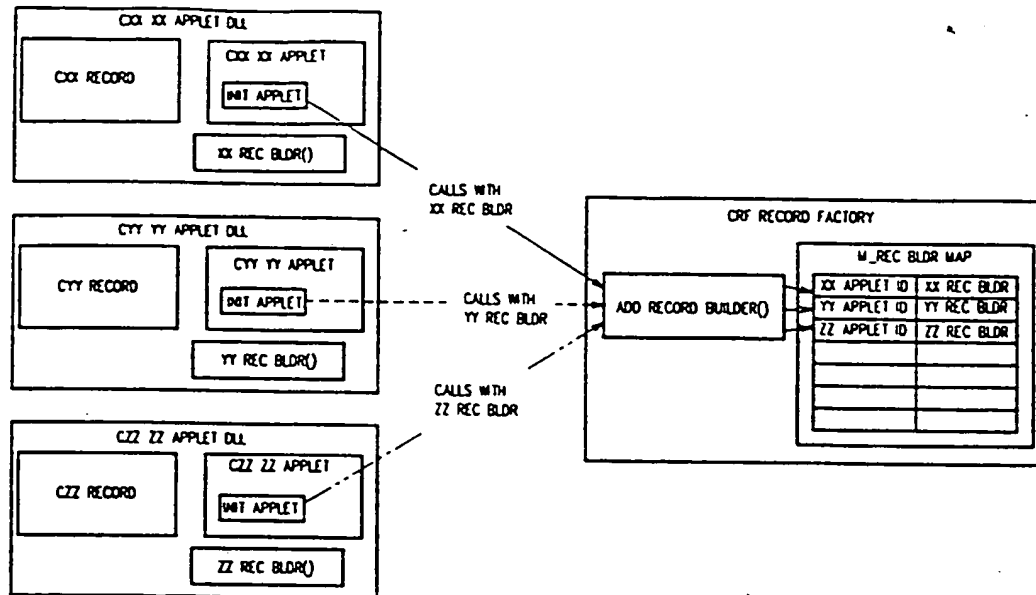 CXX XX APPLET DLL
CXX RECORD
CXX XX APPLET
INIT APPLET
XX REC BLDR()
CALLS WITH
XX REC BLDR
CYY YY APPLET DLL
CYY RECORD
CYY YY APPLET
INIT APPLET
YY REC BLDR()
CALLS WITH
YY REC BLDR
CZZ ZZ APPLET DLL
CZZ RECORD
CZZ ZZ APPLET
INIT APPLET
ZZ REC BLDR()
CALLS WITH
ZZ REC BLDR
CRF RECORD FACTORY
ADD RECORD BUILDER()
M_REC BLDR MAP
XX APPLET ID XX REC BLDR
YY APPLET ID YY REC BLDR
ZZ APPLET ID ZZ REC BLDR